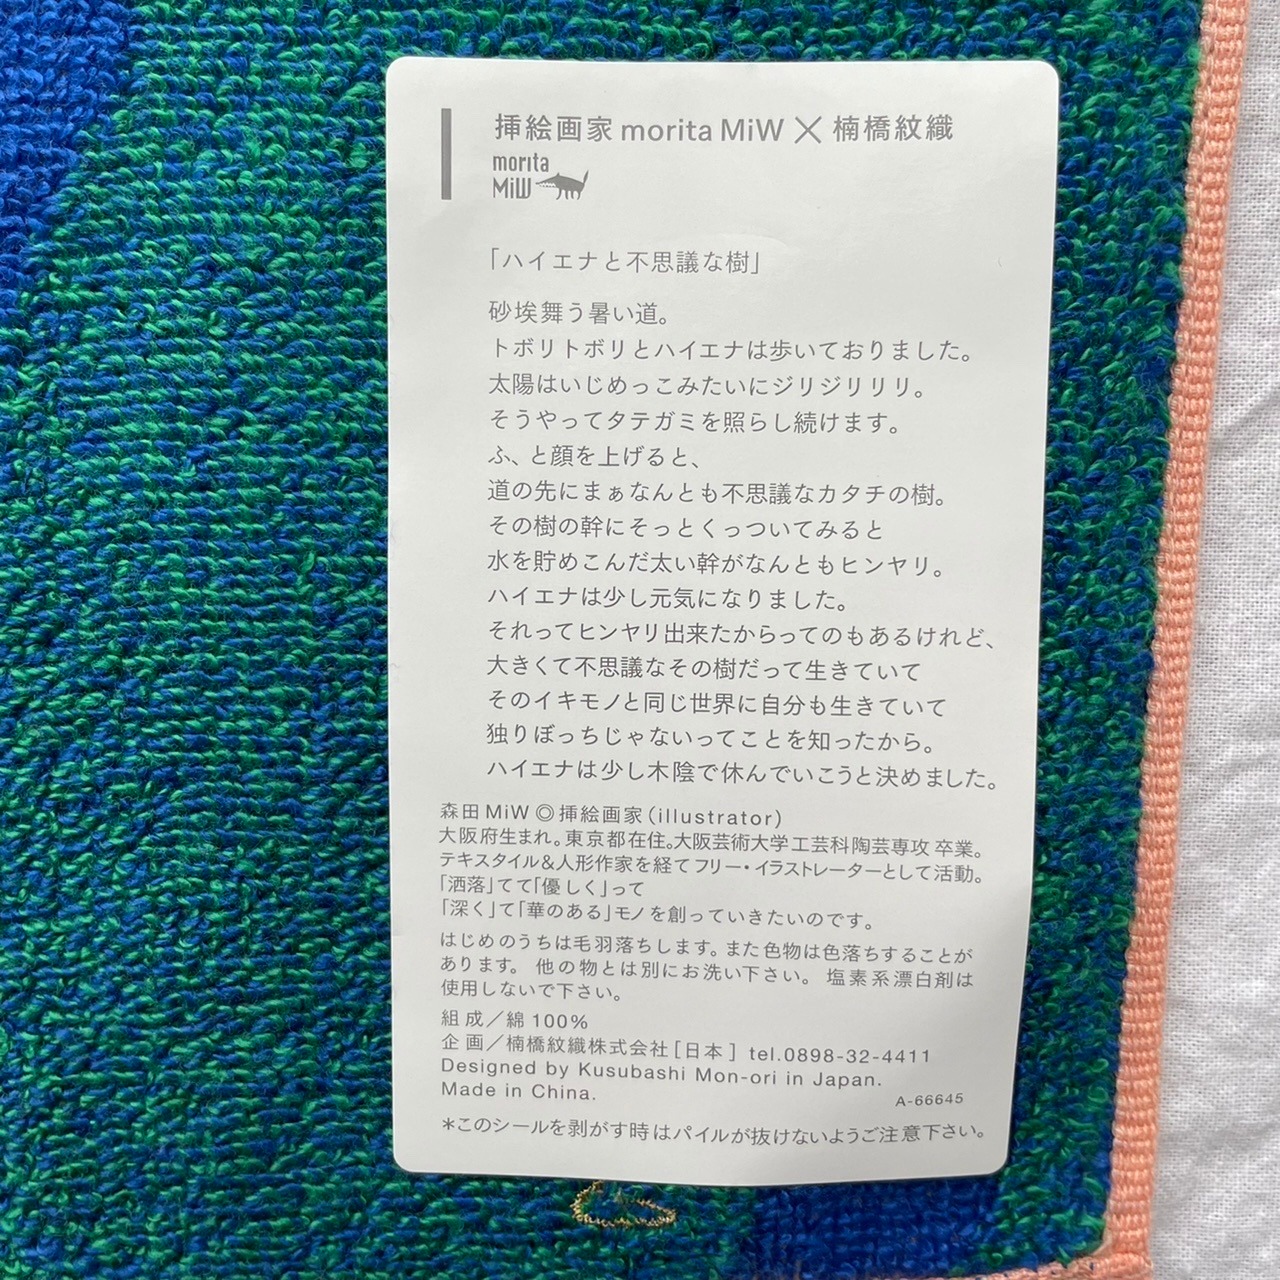 挿絵画家 morita MiW × 楠橋紋織
morita
MiW
「ハイエナと不思議な樹」
砂埃舞う暑い道。
トボリトボリとハイエナは歩いておりました。
太陽はいじめっこみたいにジリジリリリ。
そうやってタテガミを照らし続けます。
ふ、と顔を上げると、
道の先にまぁなんとも不思議なカタチの樹。
その樹の幹にそっとくっついてみると
水を貯めこんだ太い幹がなんともヒンヤリ。
ハイエナは少し元気になりました。
それってヒンヤリ出来たからってのもあるけれど、
大きくて不思議なその樹だって生きていて
そのイキモノと同じ世界に自分も生きていて
独りぼっちじゃないってことを知ったから。
ハイエナは少し木陰で休んでいこうと決めました。
森田 MiW ◎ 挿絵画家(illustrator)
大阪府生まれ。東京都在住。大阪芸術大学工芸科陶芸専攻 卒業。
テキスタイル&人形作家を経てフリー・イラストレーターとして活動。
「洒落」てて「優しく」って
「深く」て「華のある」モノを創っていきたいのです。
はじめのうちは毛羽落ちします。また色物は色落ちすることが
あります。 他の物とは別にお洗い下さい。 塩素系漂白剤は
使用しないで下さい。
組成/綿 100%
企画/楠橋紋織株式会社[日本] tel.0898-32-4411
Designed by Kusubashi Mon-ori in Japan.
Made in China.
A-66645
*このシールを剥がす時はパイルが抜けないようご注意下さい。